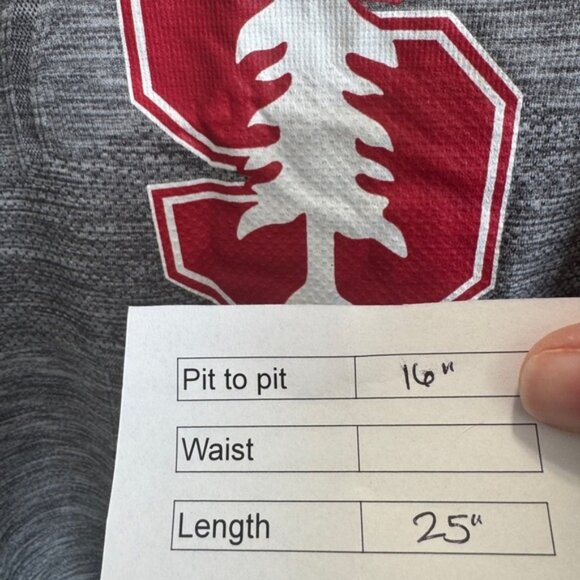 S
Pit to pit 16"
Waist
Length 25"